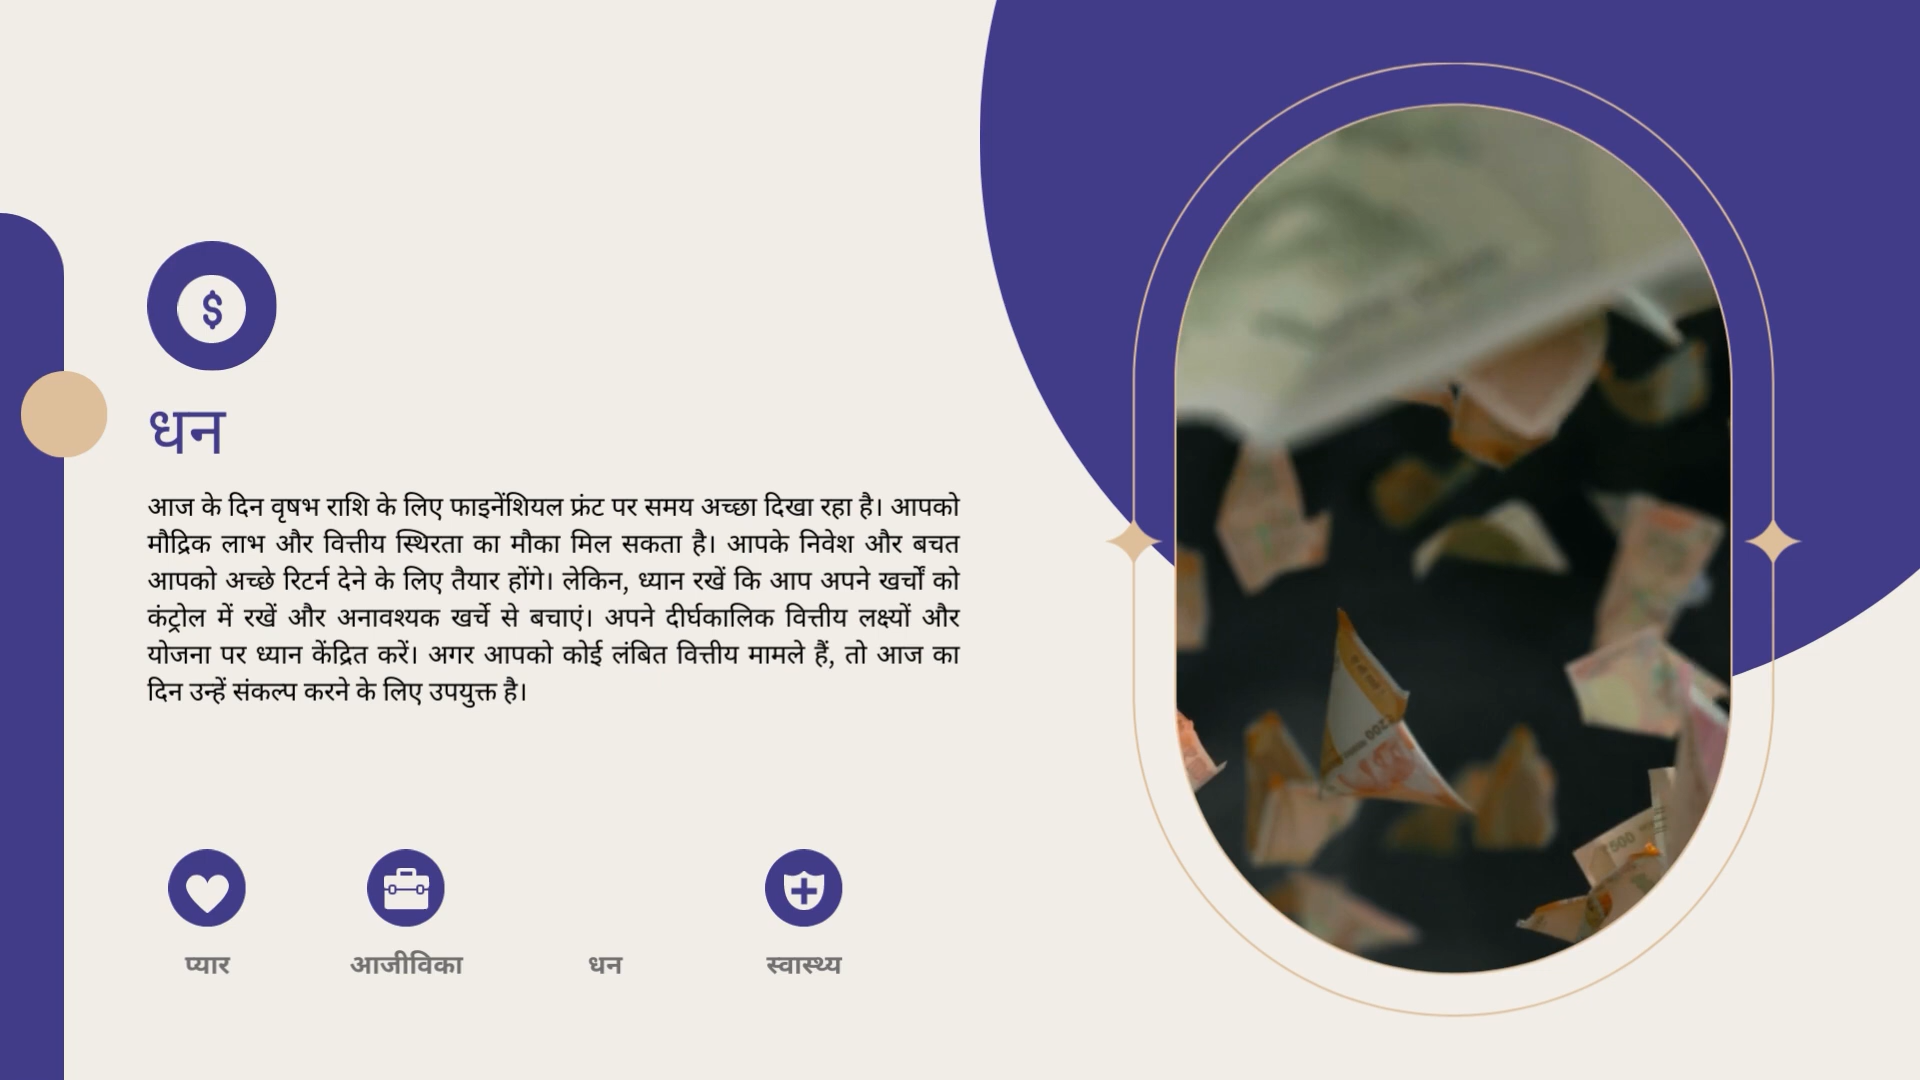 $
धन
आज के दिन वृषभ राशि के लिए फाइनेंशियल फ्रंट पर समय अच्छा दिखा रहा है। आपको
मौद्रिक लाभ और वित्तीय स्थिरता का मौका मिल सकता है। आपके निवेश और बचत
आपको अच्छे रिटर्न देने के लिए तैयार होंगे। लेकिन, ध्यान रखें कि आप अपने खर्चों को
कंट्रोल में रखें और अनावश्यक खर्चे से बचाएं। अपने दीर्घकालिक वित्तीय लक्ष्यों और
योजना पर ध्यान केंद्रित करें। अगर आपको कोई लंबित वित्तीय मामले हैं, तो आज का
दिन उन्हें संकल्प करने के लिए उपयुक्त है।
प्यार आजीविका धन स्वास्थ्य
₹200
₹500